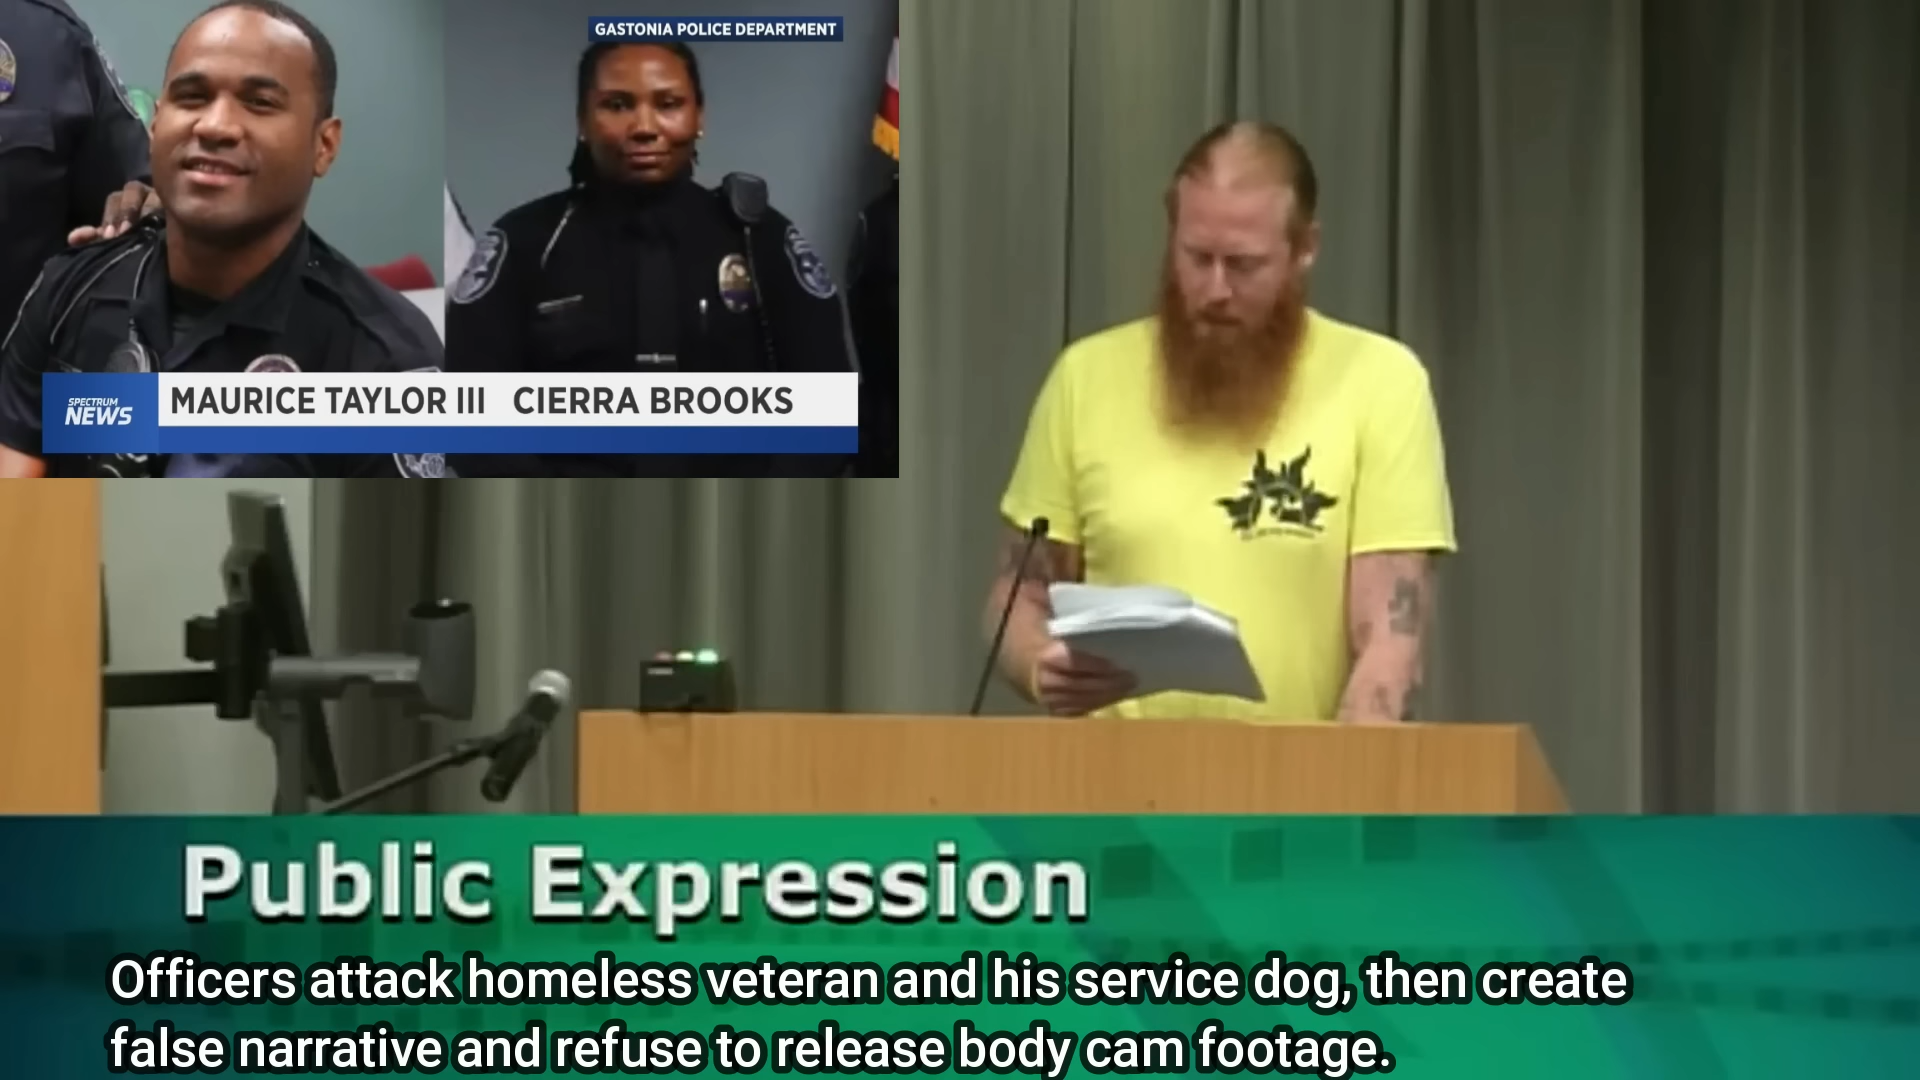 GASTONIA POLICE DEPARTMENT
SPECTRUM
NEWS
MAURICE TAYLOR III CIERRA BROOKS
Public Expression
Officers attack homeless veteran and his service dog, then create
false narrative and refuse to release body cam footage.